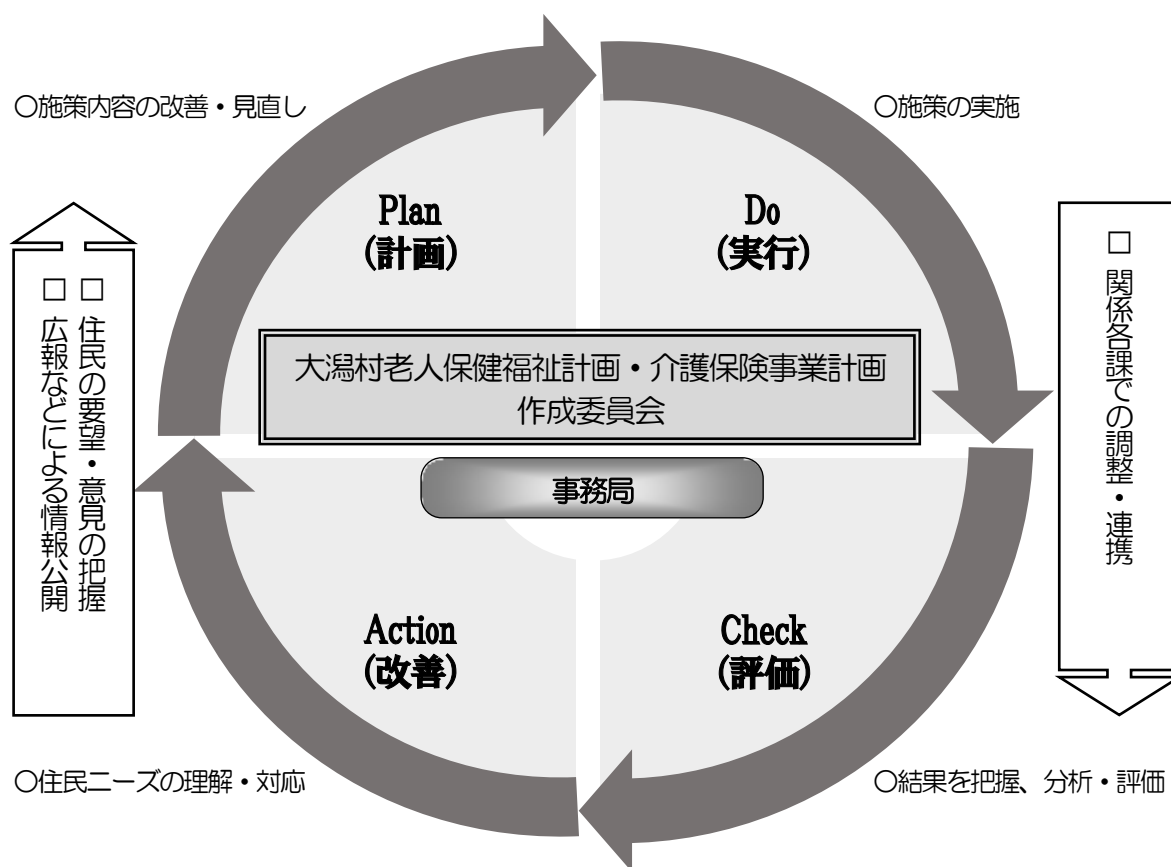 〇施策内容の改善・見直し
〇施策の実施
Plan
(計画)
Do
(実行)
□ 住民の要望・意見の把握
□ 広報などによる情報公開
□ 関係各課での調整・連携
大潟村老人保健福祉計画・介護保険事業計画
作成委員会
事務局
Action
(改善)
Check
(評価)
〇住民ニーズの理解・対応
〇結果を把握、分析・評価